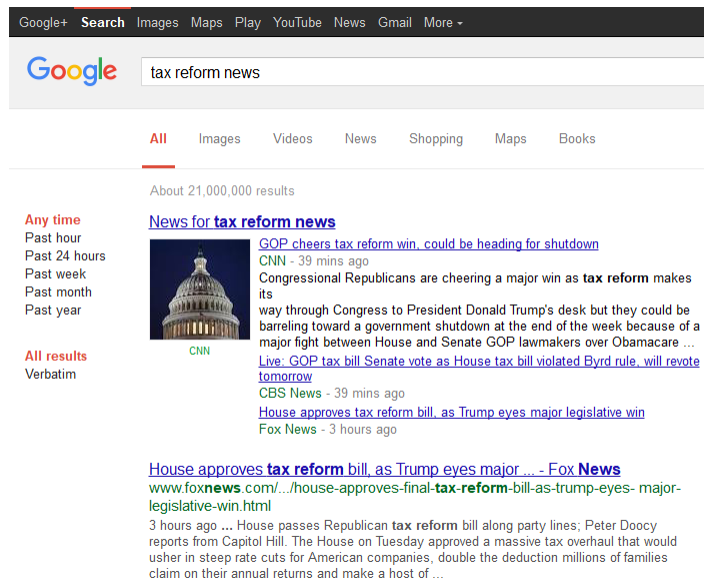 Google+ Search Images Maps Play YouTube News Gmail More
Google
tax reform news
All Images Videos News Shopping Maps Books
About 21,000,000 results
Any time
Past hour
Past 24 hours
Past week
Past month
Past year
All results
Verbatim
News for tax reform news
CNN
GOP cheers tax reform win, could be heading for shutdown
CNN - 39 mins ago
Congressional Republicans are cheering a major win as tax reform makes
its
way through Congress to President Donald Trump's desk but they could be
barreling toward a government shutdown at the end of the week because of a
major fight between House and Senate GOP lawmakers over Obamacare ...
Live: GOP tax bill Senate vote as House tax bill violated Byrd rule, will revote
tomorrow
CBS News - 39 mins ago
House approves tax reform bill, as Trump eyes major legislative win
Fox News - 3 hours ago
House approves tax reform bill, as Trump eyes major ... - Fox News
www.foxnews.com/.../house-approves-final-tax-reform-bill-as-trump-eyes- major-
legislative-win.html
3 hours ago ... House passes Republican tax reform bill along party lines; Peter Doocy
reports from Capitol Hill. The House on Tuesday approved a massive tax overhaul that would
usher in steep rate cuts for American companies, double the deduction millions of families
claim on their annual returns and make a host of ...